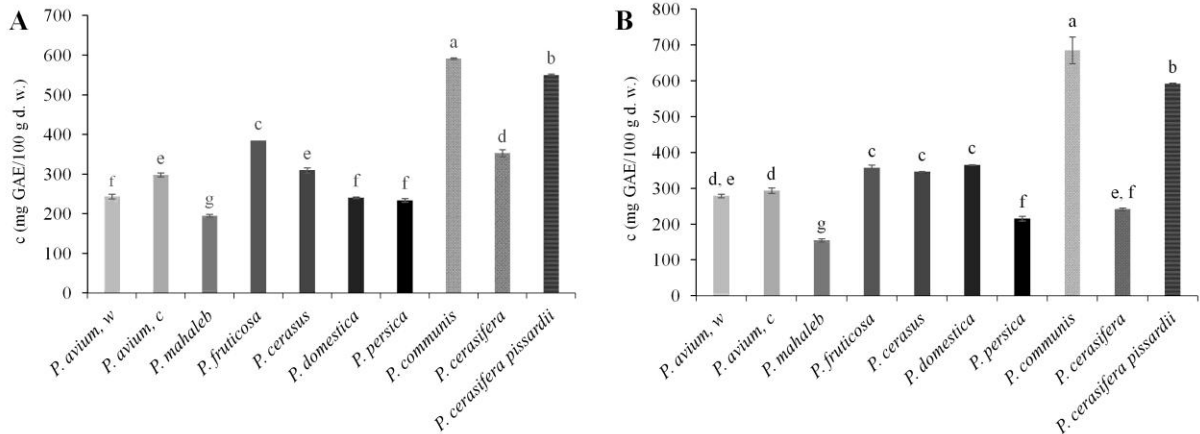 A
c (mg GAE/100 g d. w.)
700
600
500
400
300
200
100
0
f
e
g
c
e
f
f
a
d
b
P. avium, w
P. avium, c
P. mahaleb
P. fruticosa
P. cerasus
P. domestica
P. persica
P. communis
P. cerasifera
P. cerasifera pissardii
B
c (mg GAE/100 g d. w.)
800
700
600
500
400
300
200
100
0
d, e
d
g
c
c
c
f
a
e, f
b
P. avium, w
P. avium, c
P. mahaleb
P. fruticosa
P. cerasus
P. domestica
P. persica
P. communis
P. cerasifera
P. cerasifera pissardii